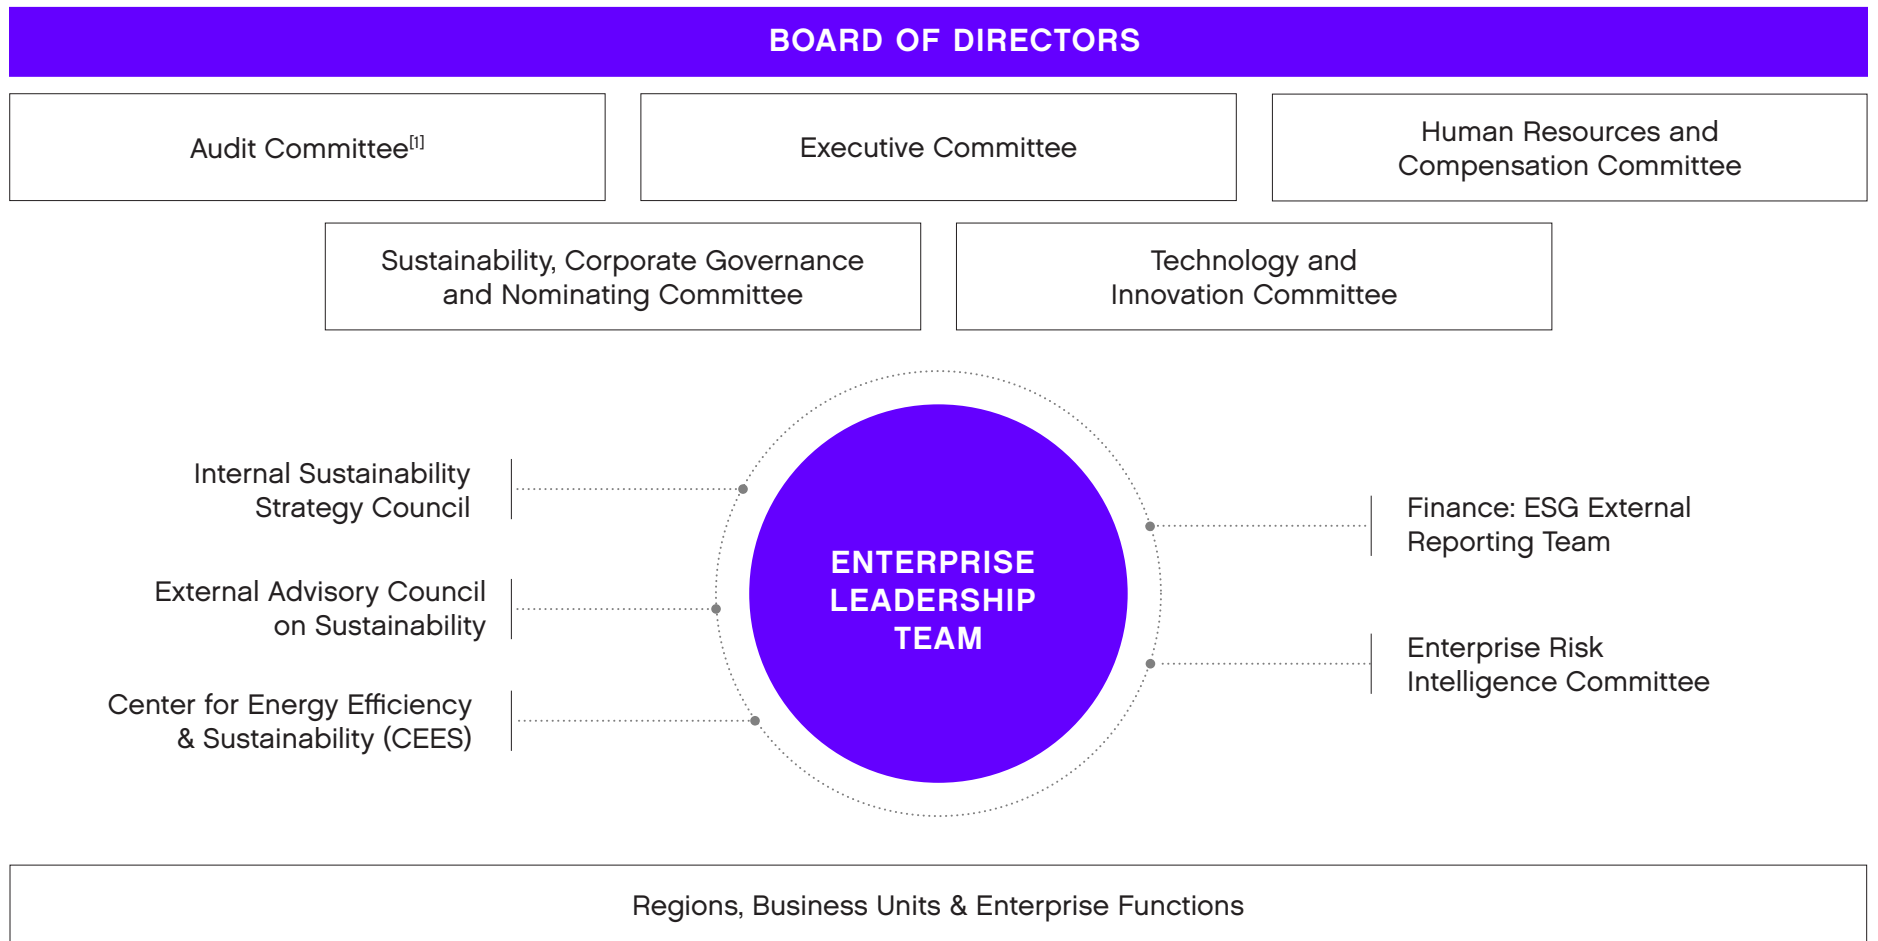 BOARD OF DIRECTORS
Audit Committee[1]
Executive Committee
Human Resources and
Compensation Committee
Sustainability, Corporate Governance
and Nominating Committee
Technology and
Innovation Committee
Internal Sustainability
Strategy Council
External Advisory Council
on Sustainability
Center for Energy Efficiency
& Sustainability (CEES)
ENTERPRISE
LEADERSHIP
TEAM
Finance: ESG External
Reporting Team
Enterprise Risk
Intelligence Committee
Regions, Business Units & Enterprise Functions